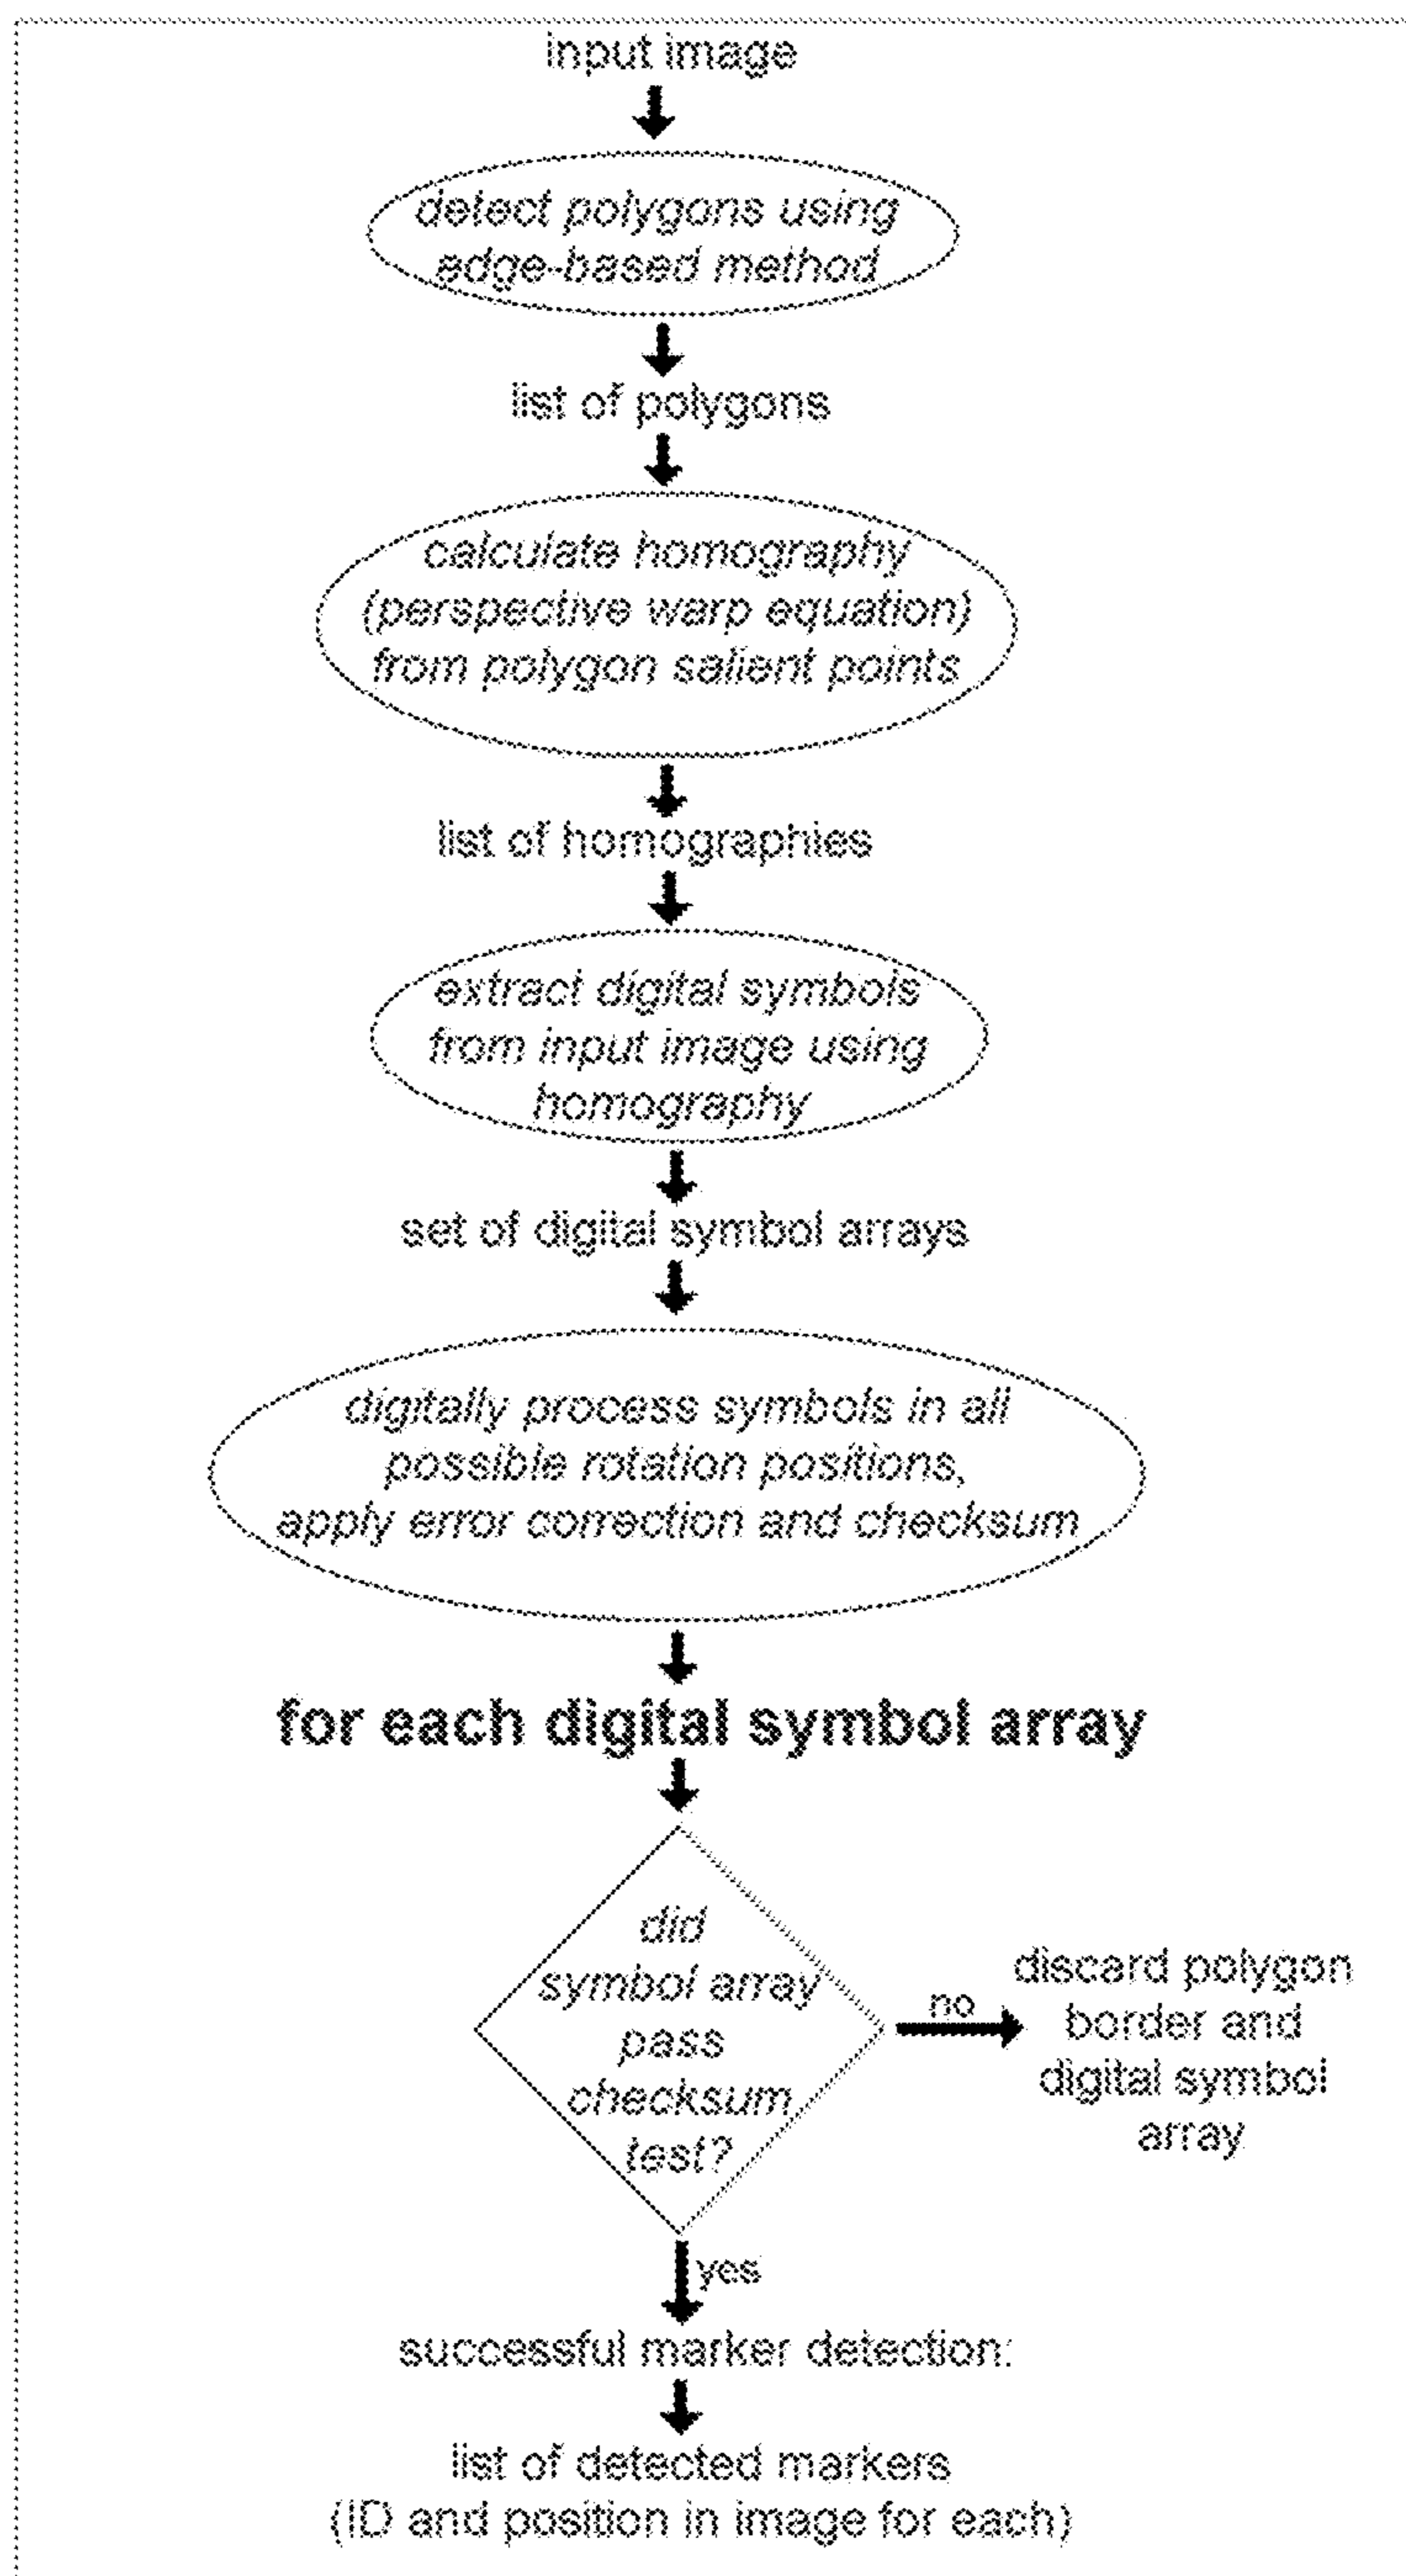 input image
detect polygons using
edge-based method
list of polygons
calculate homography
(perspective warp equation)
from polygon salient points
list of homographies
extract digital symbols
from input image using
homography
set of digital symbol arrays
digitally process symbols in all
possible rotation positions,
apply error correction and checksum
for each digital symbol array
did
symbol array
pass
checksum
test?
no
discard polygon
border and
digital symbol
array
yes
successful marker detection:
list of detected markers
(ID and position in image for each)